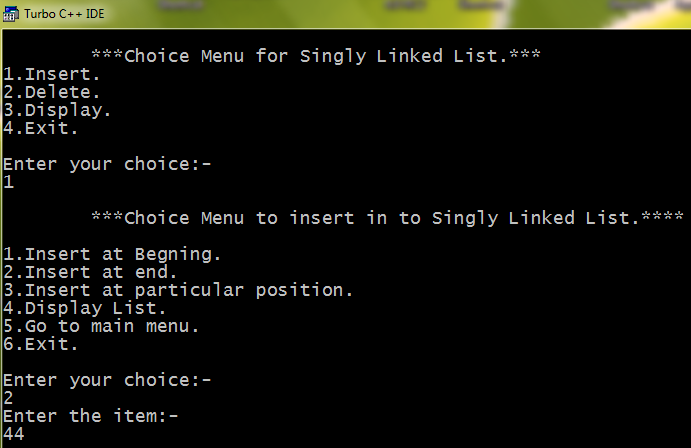 Turbo C++ IDE
***Choice Menu for Singly Linked List.***
1.Insert.
2.Delete.
3.Display.
4.Exit.
Enter your choice:-
1
***Choice Menu to insert in to Singly Linked List.****
1.Insert at Begning.
2.Insert at end.
3.Insert at particular position.
4.Display List.
5.Go to main menu.
6.Exit.
Enter your choice:-
2
Enter the item:-
44